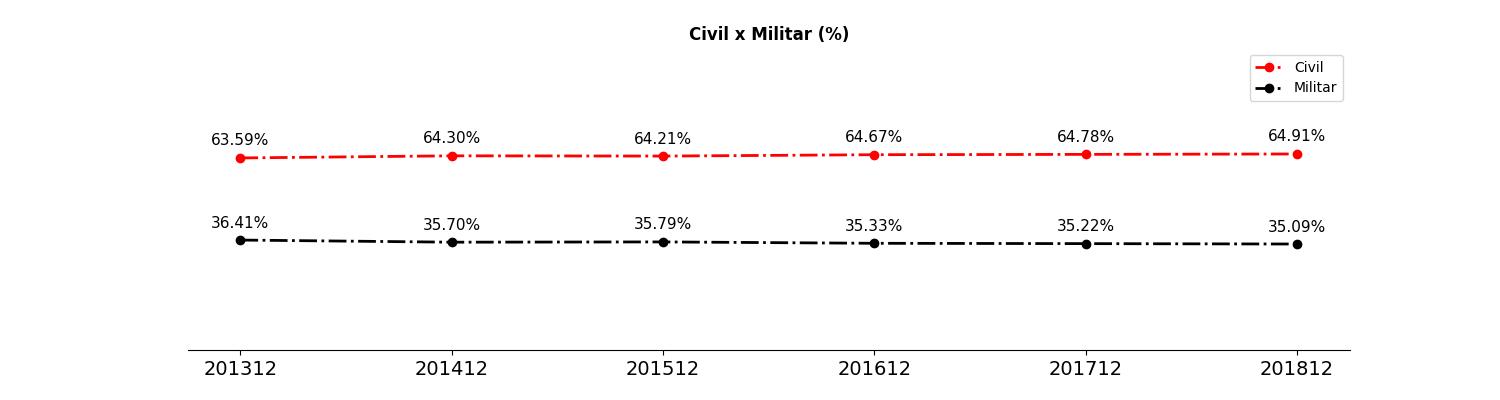 Civil x Militar (%)
Civil
Militar
63.59% 64.30% 64.21% 64.67% 64.78% 64.91%
36.41% 35.70% 35.79% 35.33% 35.22% 35.09%
201312 201412 201512 201612 201712 201812